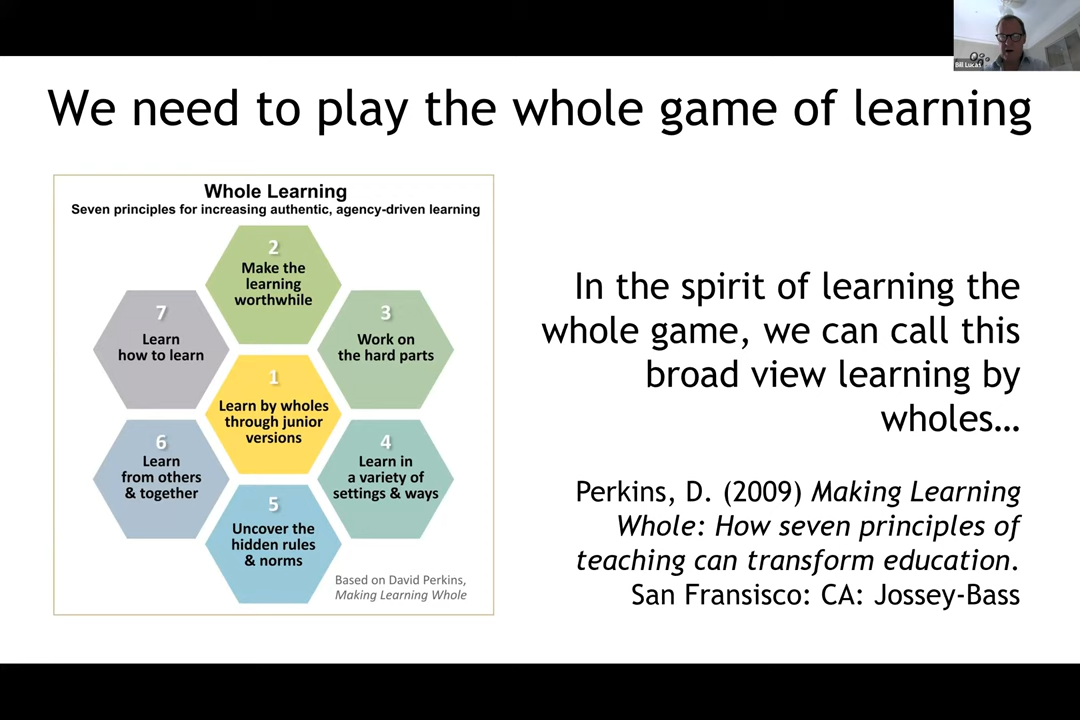 Bill Lucas
We need to play the whole game of learning
Whole Learning
Seven principles for increasing authentic, agency-driven learning
2
Make the
learning
worthwhile
7
Learn
how to learn
3
Work on
the hard parts
1
Learn by wholes
through junior
versions
6
Learn
from others
& together
4
Learn in
a variety of
settings & ways
5
Uncover the
hidden rules
& norms
Based on David Perkins,
Making Learning Whole
In the spirit of learning the
whole game, we can call this
broad view learning by
wholes…
Perkins, D. (2009) Making Learning
Whole: How seven principles of
teaching can transform education.
San Fransisco: CA: Jossey-Bass